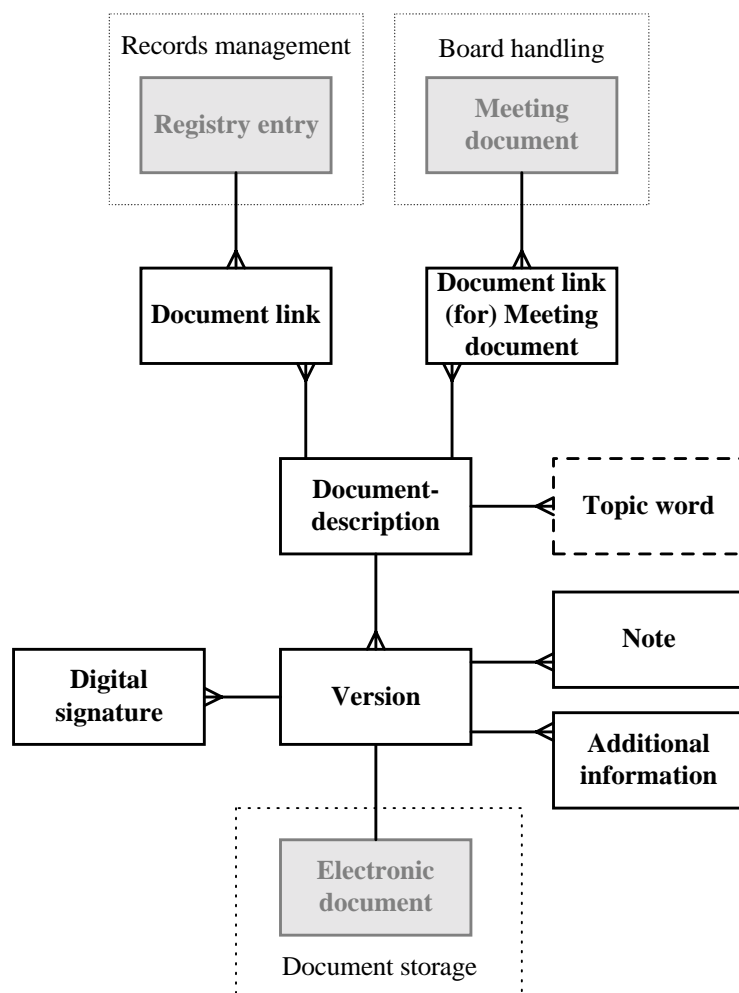 Records management
Board handling
Registry entry
Meeting
document
Document link
Document link
(for) Meeting
document
Document-
description
Topic word
Note
Digital
signature
Version
Additional
information
Electronic
document
Document storage